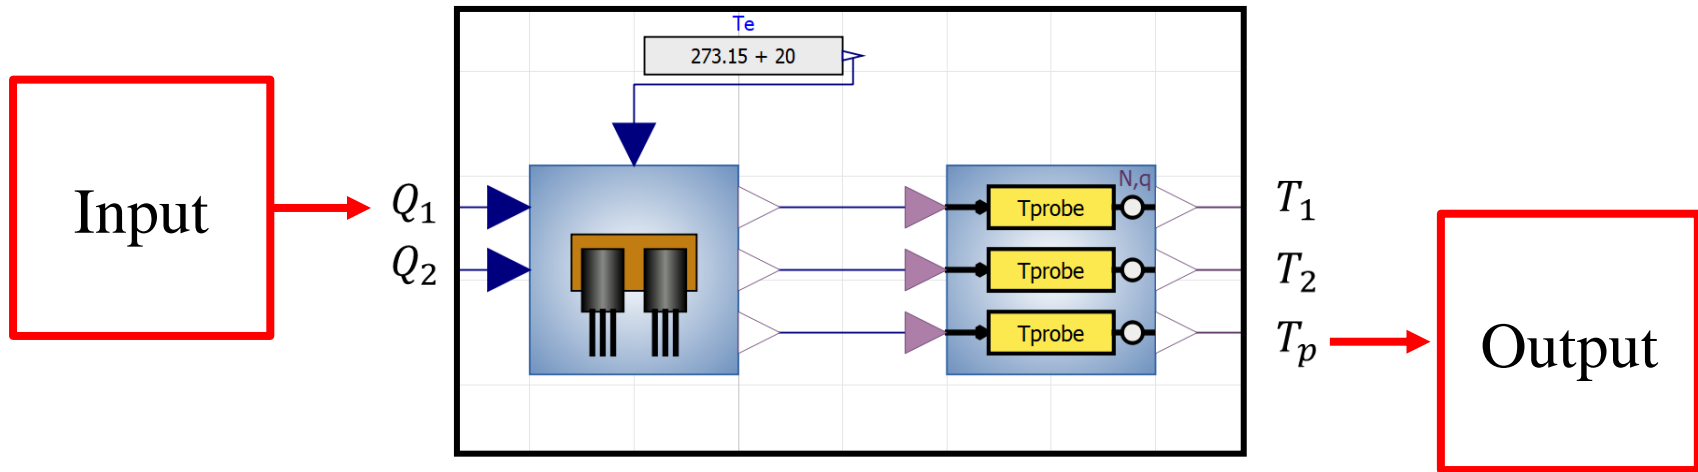 Te
273.15 + 20
Input
Q₁
Q₂
N,q
Tprobe
Tprobe
Tprobe
T₁
T₂
Tₚ
Output